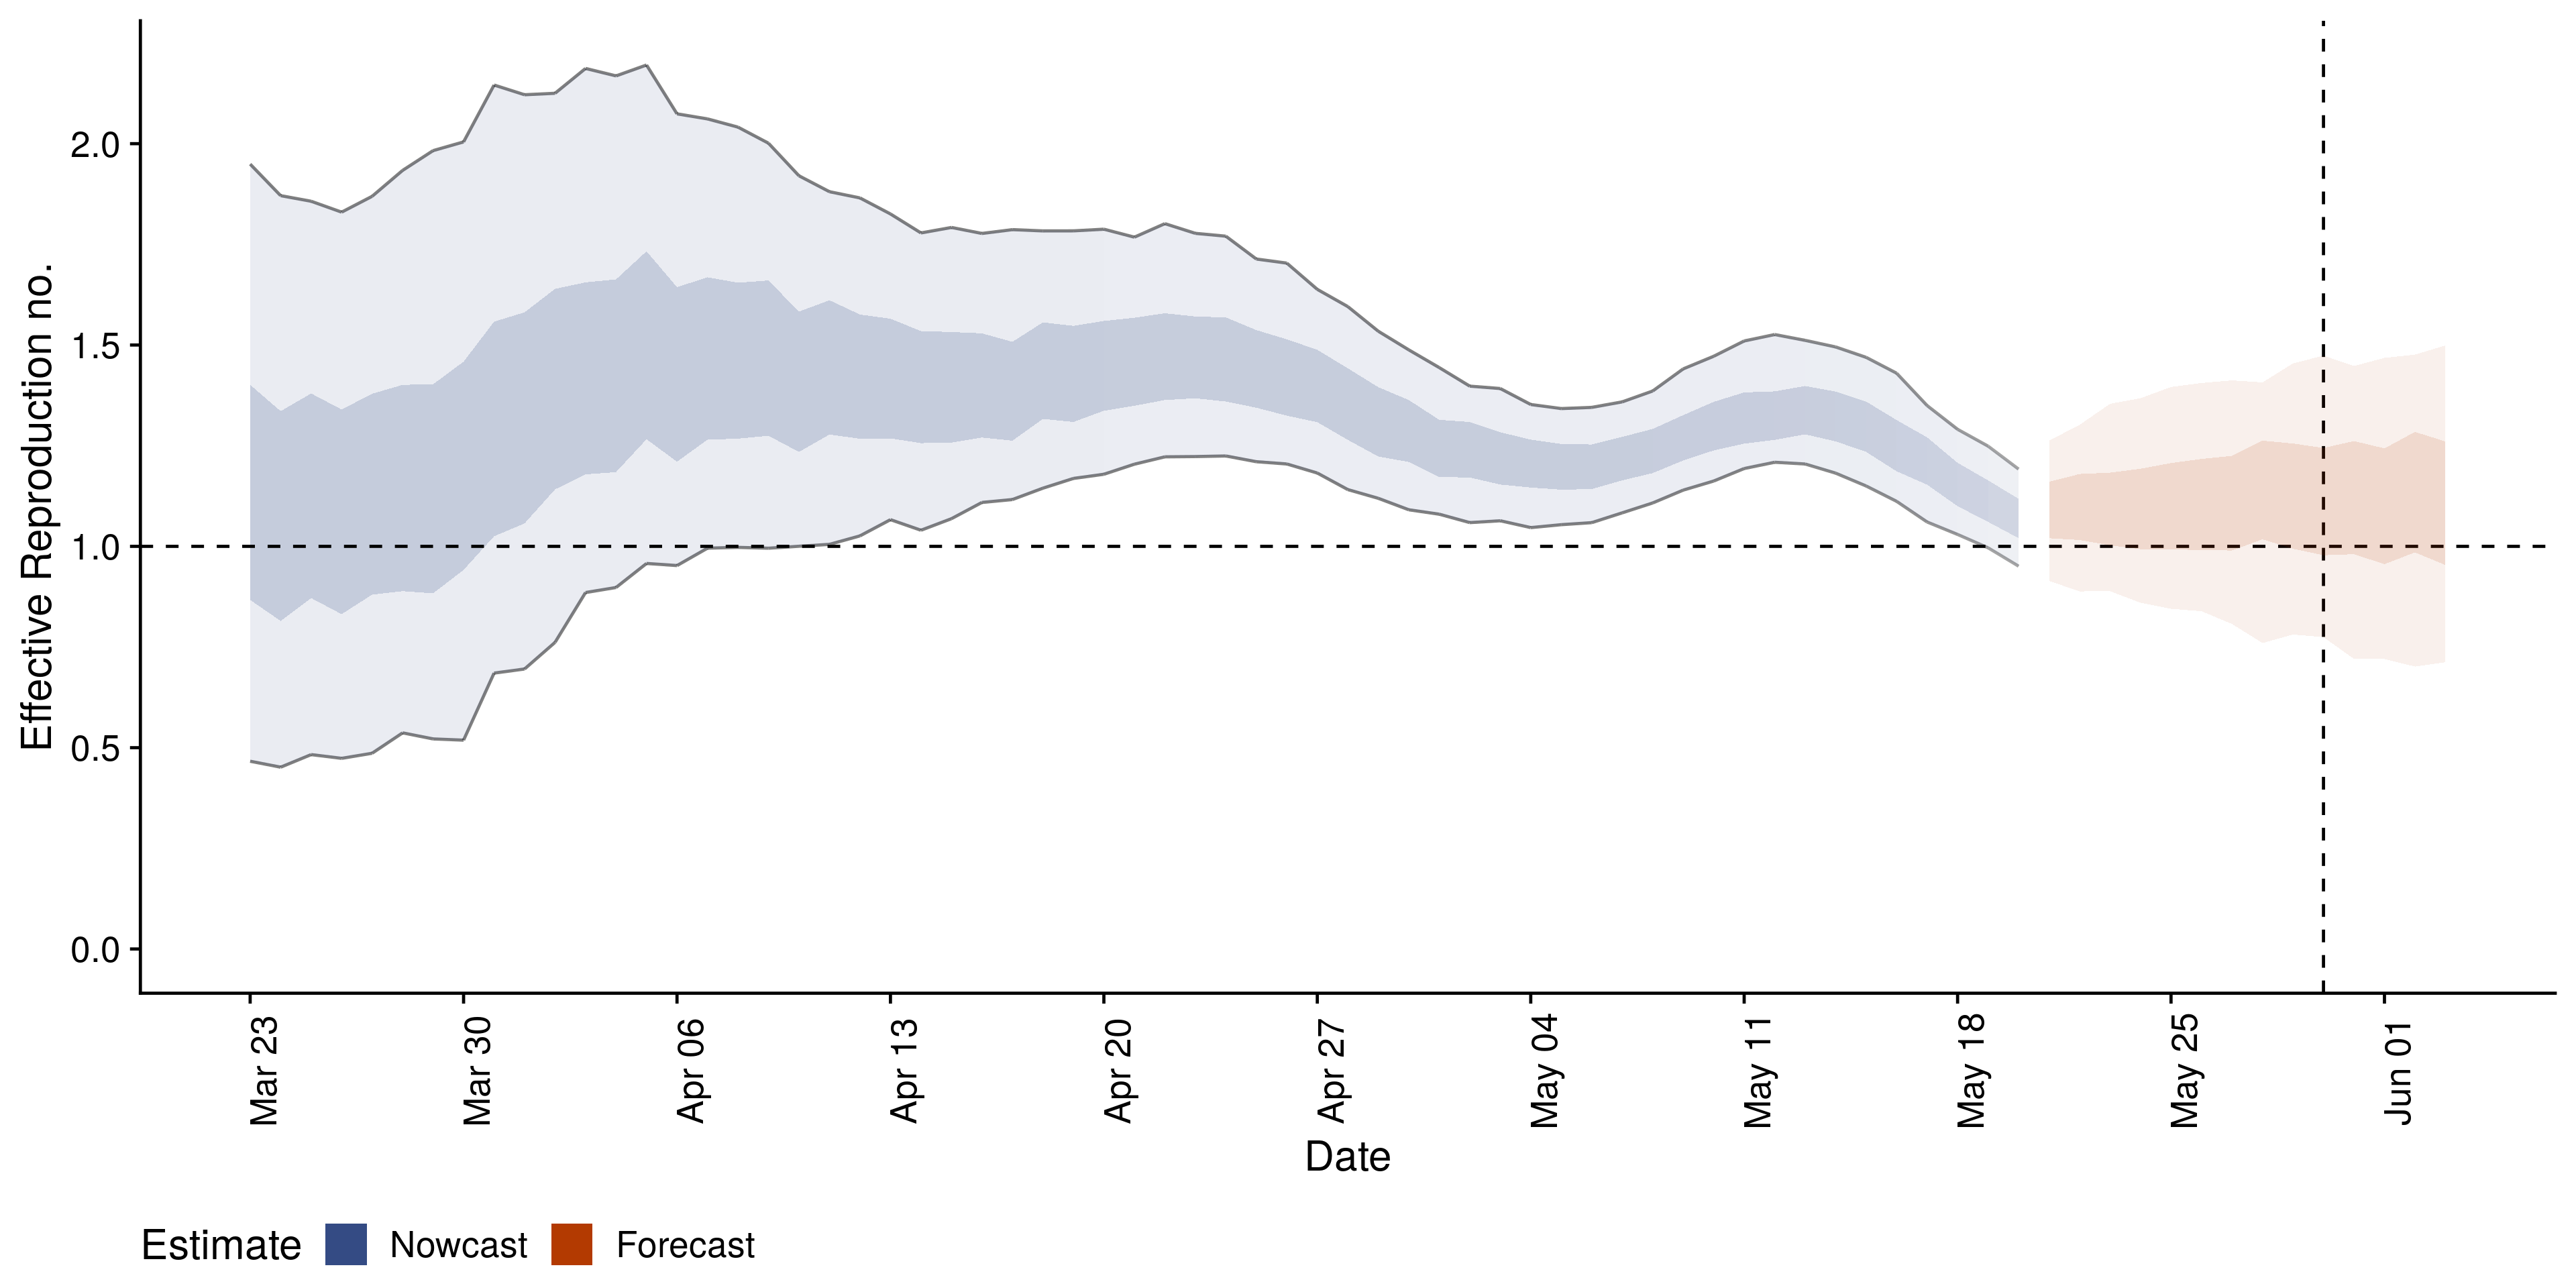 Effective Reproduction no.
2.0
1.5
1.0
0.5
0.0
Mar 23
Mar 30
Apr 06
Apr 13
Apr 20
Apr 27
May 04
May 11
May 18
May 25
Jun 01
Date
Estimate Nowcast Forecast